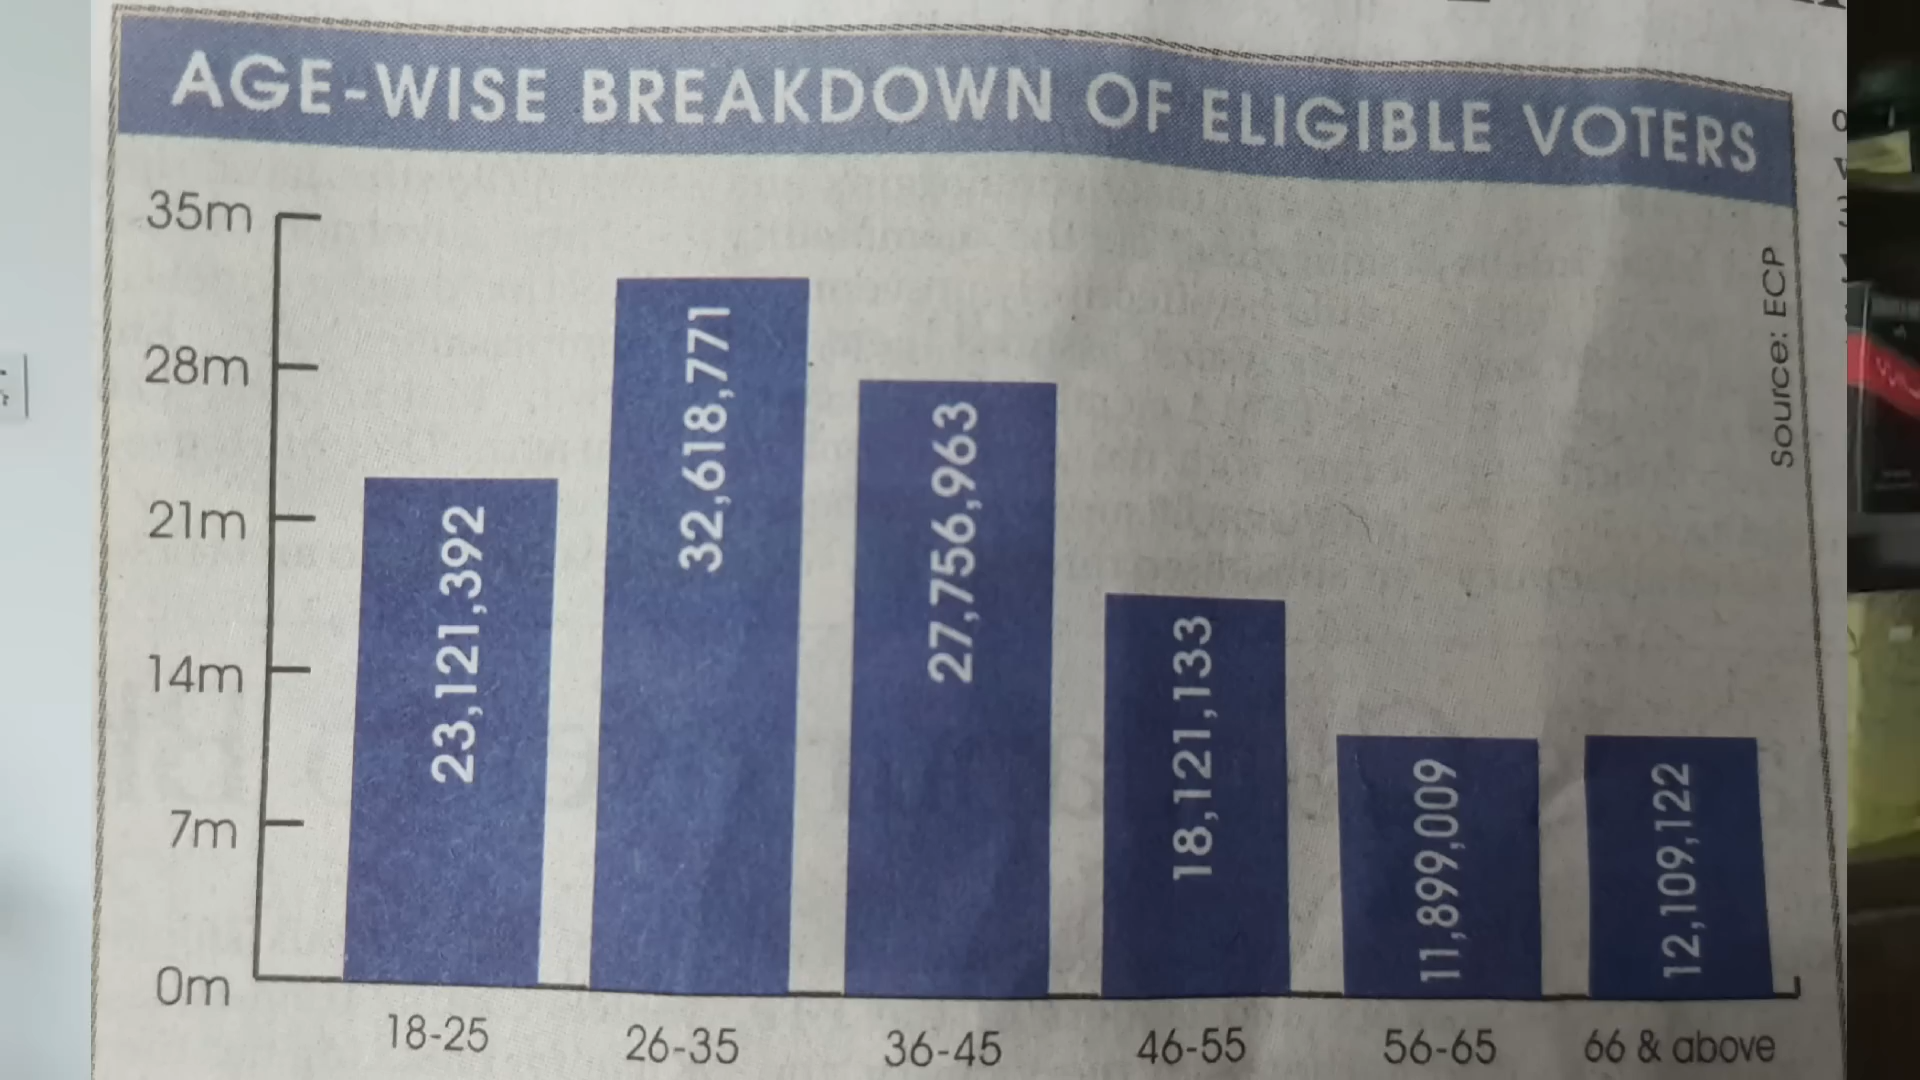 AGE-WISE BREAKDOWN OF ELIGIBLE VOTERS
35m
28m
21m
14m
7m
0m
23,121,392
32,618,771
27,756,963
18,121,133
11,899,009
12,109,122
18-25
26-35
36-45
46-55
56-65
66 & above
Source: ECP